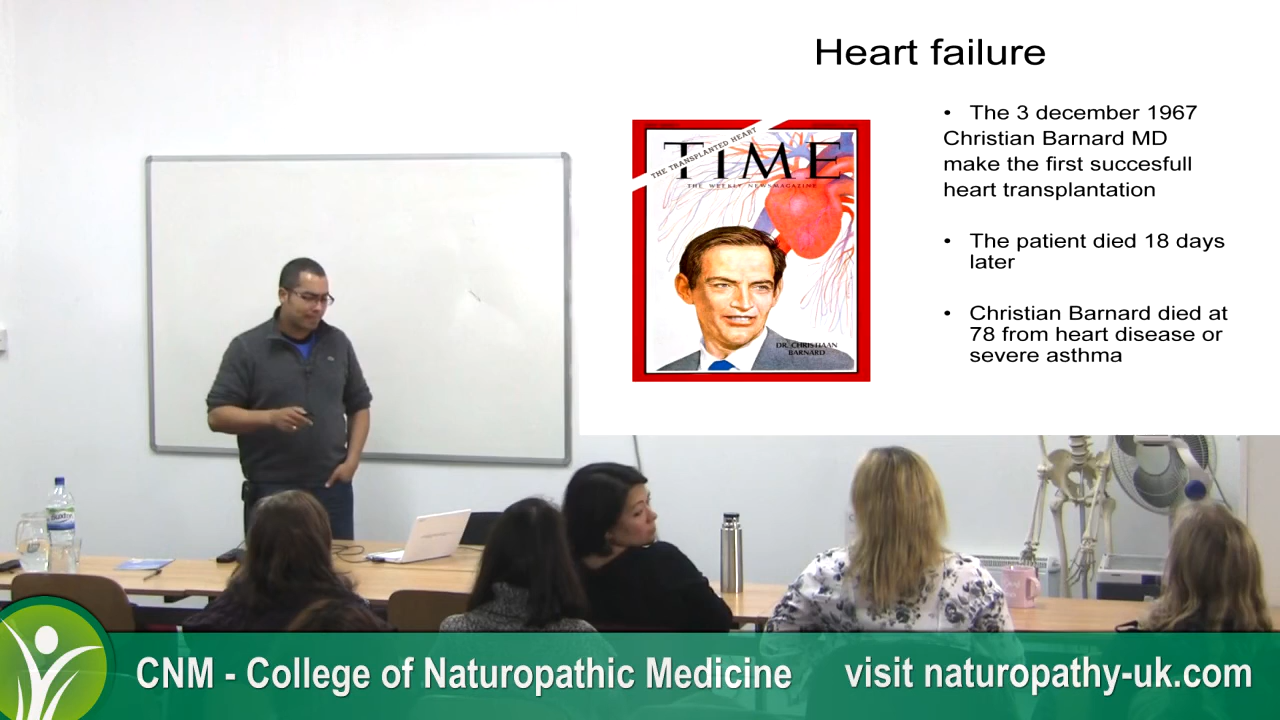 Heart failure
THE TRANSPLANTED HEART
TIME
THE WEEKLY NEWSMAGAZINE
DR. CHRISTIAAN
BARNARD
• The 3 december 1967
Christian Barnard MD
make the first succesfull
heart transplantation
• The patient died 18 days
later
• Christian Barnard died at
78 from heart disease or
severe asthma
Buxton
CNM - College of Naturopathic Medicine
visit naturopathy-uk.com